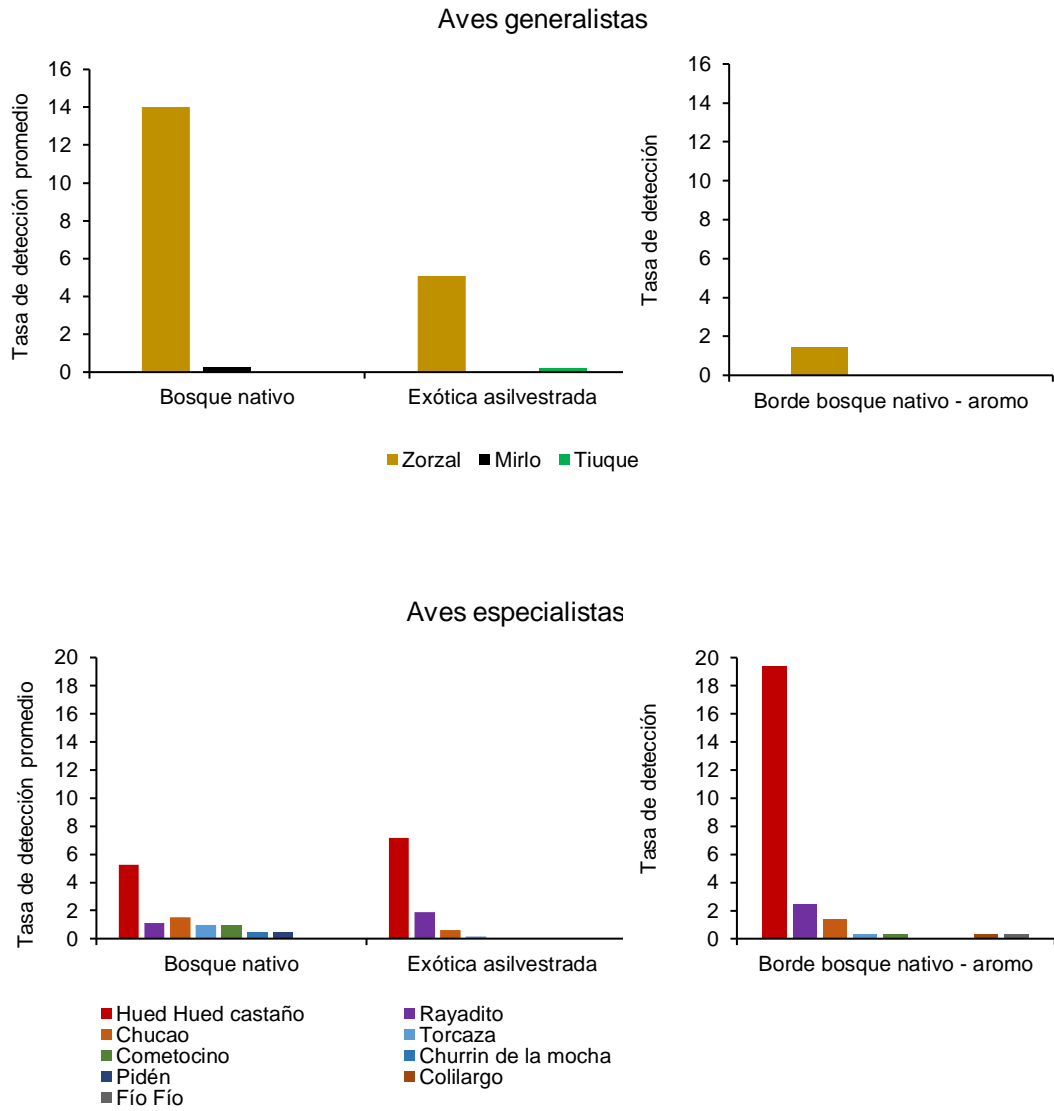 Aves generalistas
Tasa de detección promedio
16
14
12
10
8
6
4
2
0
Bosque nativo
Exótica asilvestrada
Tasa de detección
16
14
12
10
8
6
4
2
0
Borde bosque nativo - aromo
Zorzal Mirlo Tiuque
Aves especialistas
Tasa de detección promedio
20
18
16
14
12
10
8
6
4
2
0
Bosque nativo
Exótica asilvestrada
Tasa de detección
20
18
16
14
12
10
8
6
4
2
0
Borde bosque nativo - aromo
Hued Hued castaño
Rayadito
Chucao
Torcaza
Cometocino
Churrin de la mocha
Pidén
Colilargo
Fío Fío